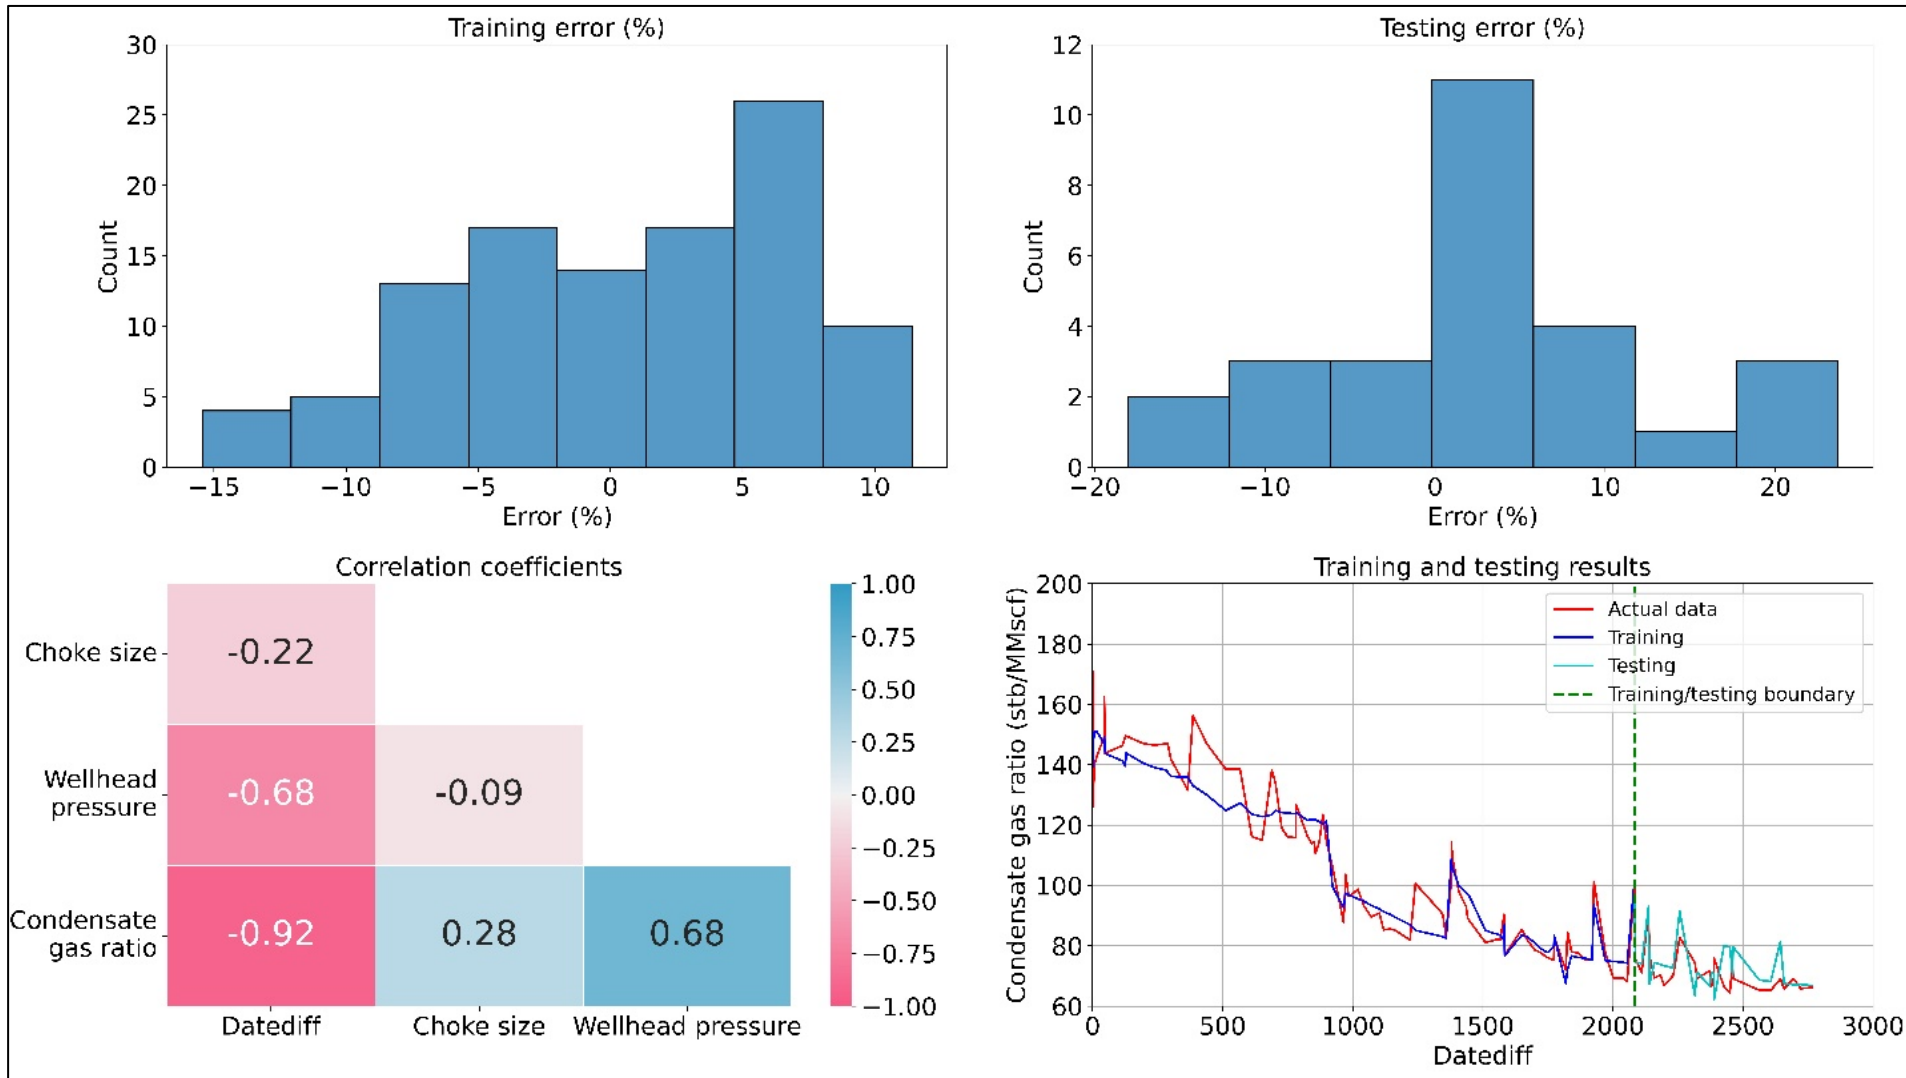 Training error (%)
30
25
20
15
10
5
0
Count
−15 −10 −5 0 5 10
Error (%)
Testing error (%)
12
10
8
6
4
2
0
Count
−20 −10 0 10 20
Error (%)
Correlation coefficients
Choke size
Wellhead
pressure
Condensate
gas ratio
-0.22
-0.68 -0.09
-0.92 0.28 0.68
Datediff Choke size Wellhead pressure
1.00
0.75
0.50
0.25
0.00
−0.25
−0.50
−0.75
−1.00
Training and testing results
200
180
160
140
120
100
80
60
Condensate gas ratio (stb/MMscf)
Actual data
Training
Testing
Training/testing boundary
0 500 1000 1500 2000 2500 3000
Datediff